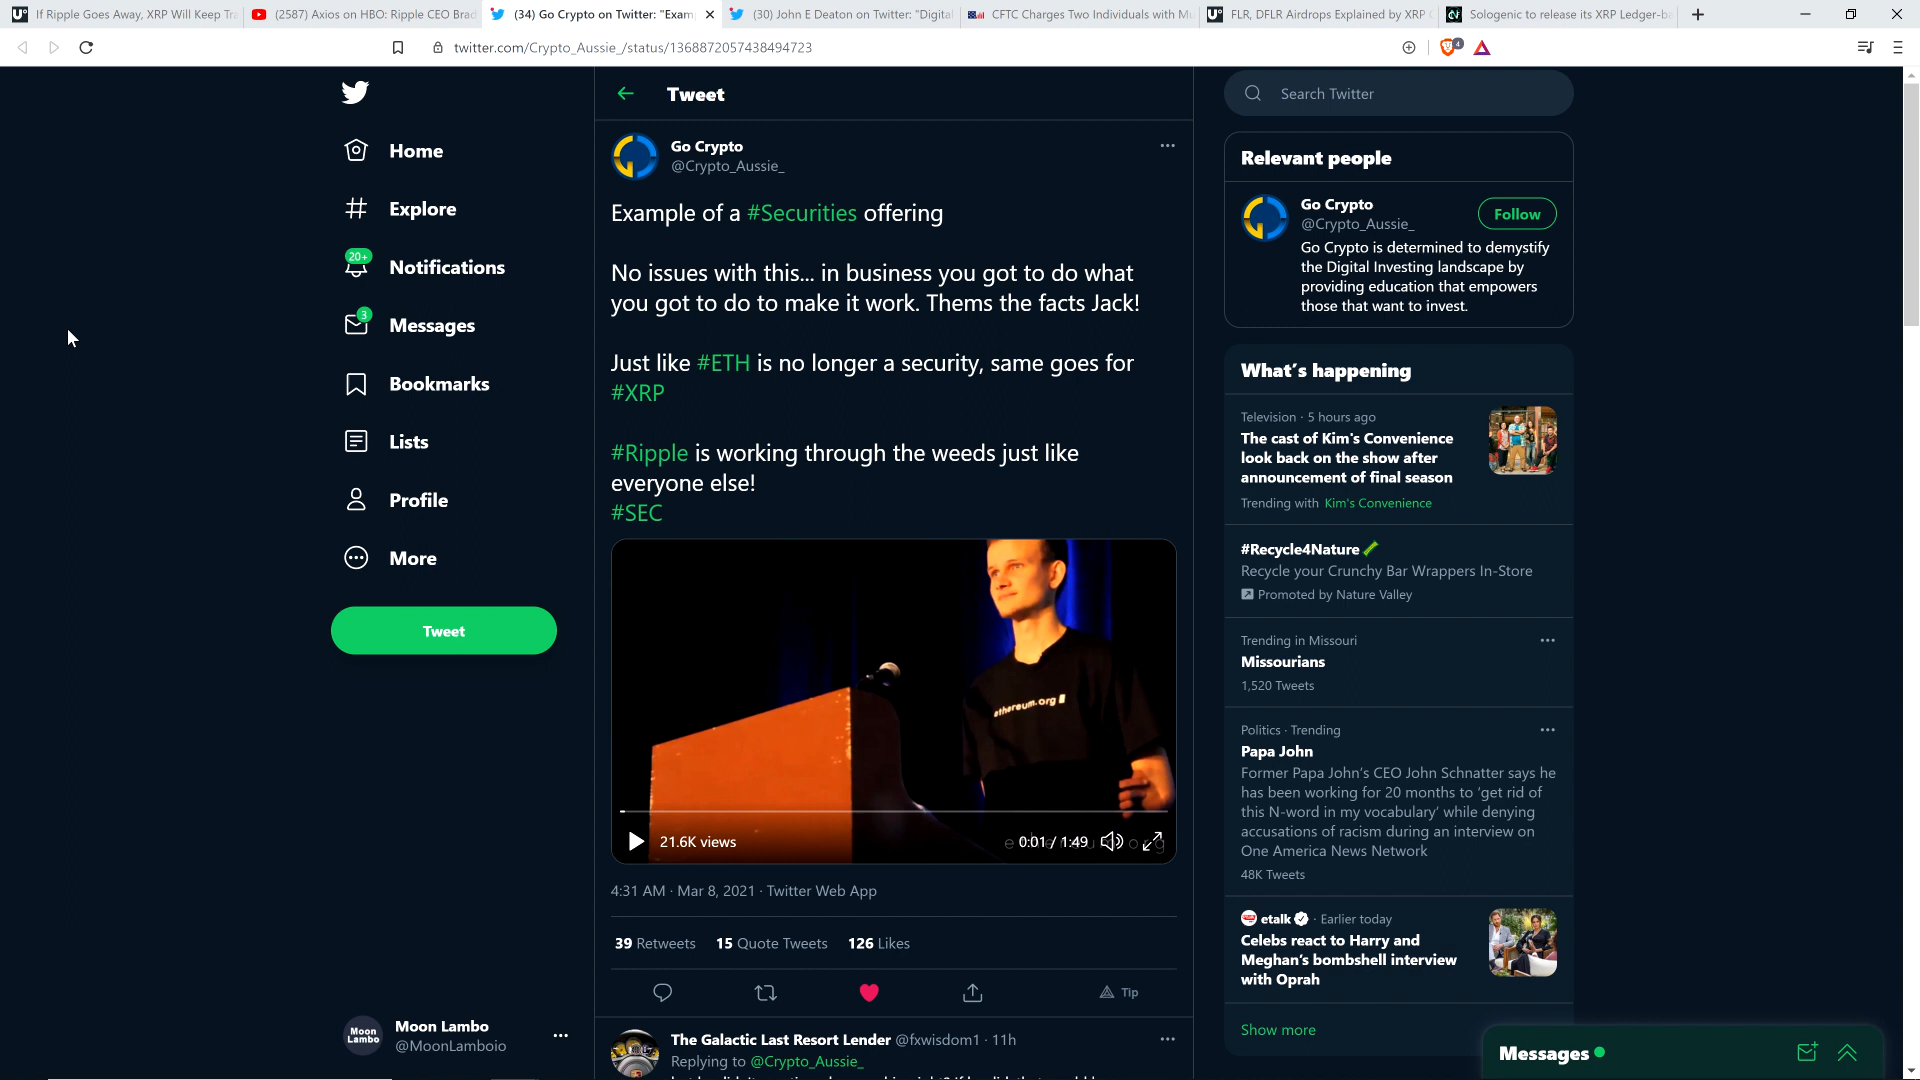 If Ripple Goes Away, XRP Will Keep Tra
(2587) Axios on HBO: Ripple CEO Brad
(34) Go Crypto on Twitter: "Exam
(30) John E Deaton on Twitter: "Digital
CFTC Charges Two Individuals with Mu
FLR, DFLR Airdrops Explained by XRP C
Sologenic to release its XRP Ledger-ba
twitter.com/Crypto_Aussie_/status/1368872057438494723
4
Home
Explore
20+
Notifications
3
Messages
Bookmarks
Lists
Profile
More
Tweet
Moon Lambo
Moon Lambo
@MoonLamboio
Tweet
Go Crypto
@Crypto_Aussie_
Example of a #Securities offering
No issues with this... in business you got to do what
you got to do to make it work. Thems the facts Jack!
Just like #ETH is no longer a security, same goes for
#XRP
#Ripple is working through the weeds just like
everyone else!
#SEC
ethereum.org
21.6K views
0:01 / 1:49
4:31 AM · Mar 8, 2021 · Twitter Web App
39 Retweets 15 Quote Tweets 126 Likes
Tip
The Galactic Last Resort Lender @fxwisdom1 · 11h
Replying to @Crypto_Aussie_
Search Twitter
Relevant people
Go Crypto
@Crypto_Aussie_
Follow
Go Crypto is determined to demystify
the Digital Investing landscape by
providing education that empowers
those that want to invest.
What's happening
Television · 5 hours ago
The cast of Kim's Convenience
look back on the show after
announcement of final season
Trending with Kim's Convenience
#Recycle4Nature
Recycle your Crunchy Bar Wrappers In-Store
Promoted by Nature Valley
Trending in Missouri
Missourians
1,520 Tweets
Politics · Trending
Papa John
Former Papa John's CEO John Schnatter says he
has been working for 20 months to 'get rid of
this N-word in my vocabulary' while denying
accusations of racism during an interview on
One America News Network
48K Tweets
etalk · Earlier today
Celebs react to Harry and
Meghan's bombshell interview
with Oprah
Show more
Messages